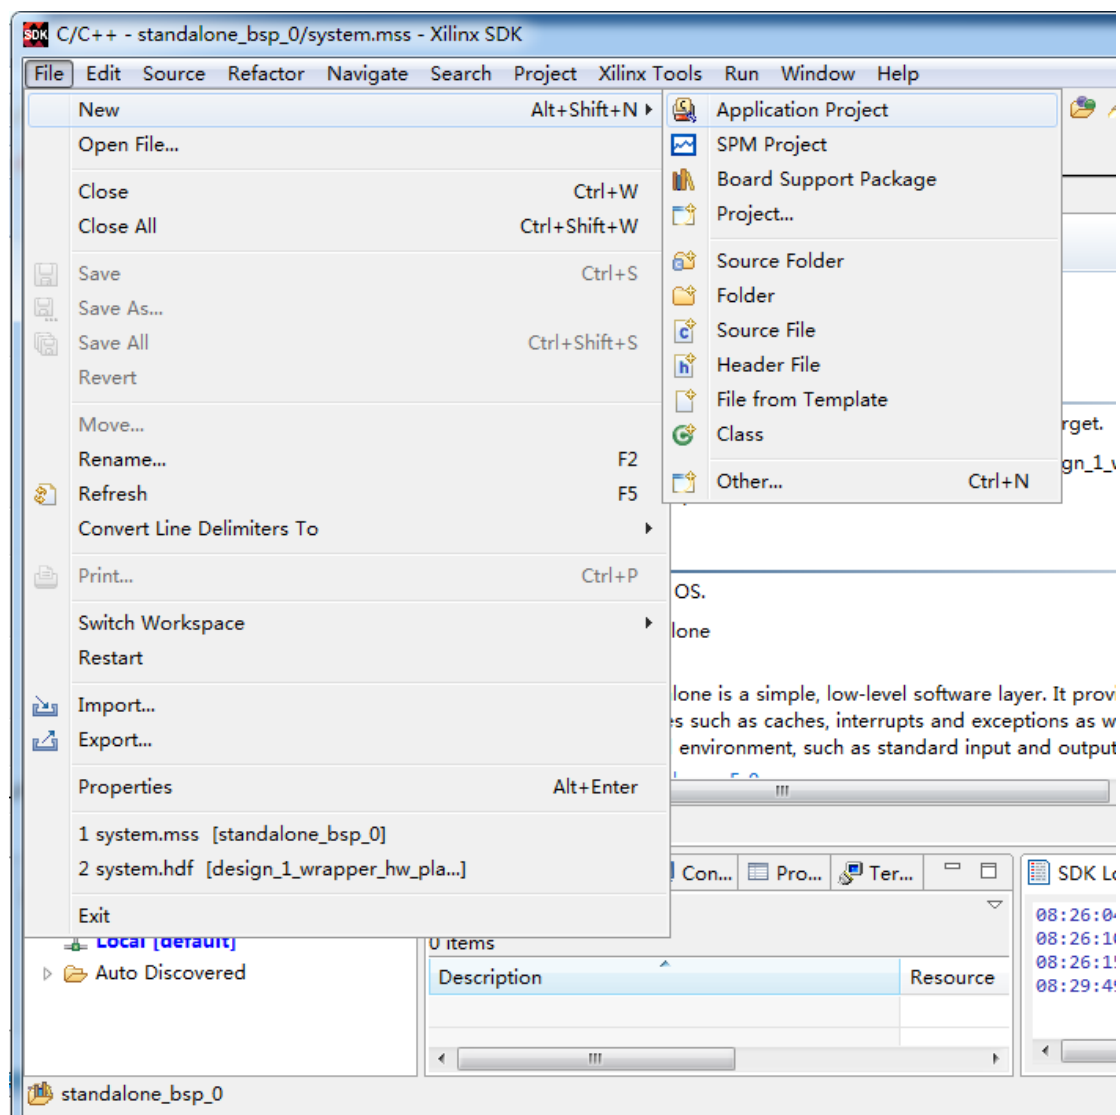 SDK C/C++ - standalone_bsp_0/system.mss - Xilinx SDK
File Edit Source Refactor Navigate Search Project Xilinx Tools Run Window Help
New Alt+Shift+N
Open File...
Close Ctrl+W
Close All Ctrl+Shift+W
Save Ctrl+S
Save As...
Save All Ctrl+Shift+S
Revert
Move...
Rename... F2
Refresh F5
Convert Line Delimiters To
Print... Ctrl+P
Switch Workspace
Restart
Import...
Export...
Properties Alt+Enter
1 system.mss [standalone_bsp_0]
2 system.hdf [design_1_wrapper_hw_pla...]
Exit
Application Project
SPM Project
Board Support Package
Project...
Source Folder
Folder
Source File
Header File
File from Template
Class
Other... Ctrl+N
rget.
gn_1_
OS.
lone
lone is a simple, low-level software layer. It provi
es such as caches, interrupts and exceptions as w
environment, such as standard input and output
Con... Pro... Ter...
SDK Lo
0 items
Description Resource
08:26:04
08:26:10
08:26:15
08:29:49
Local [default]
Auto Discovered
standalone_bsp_0